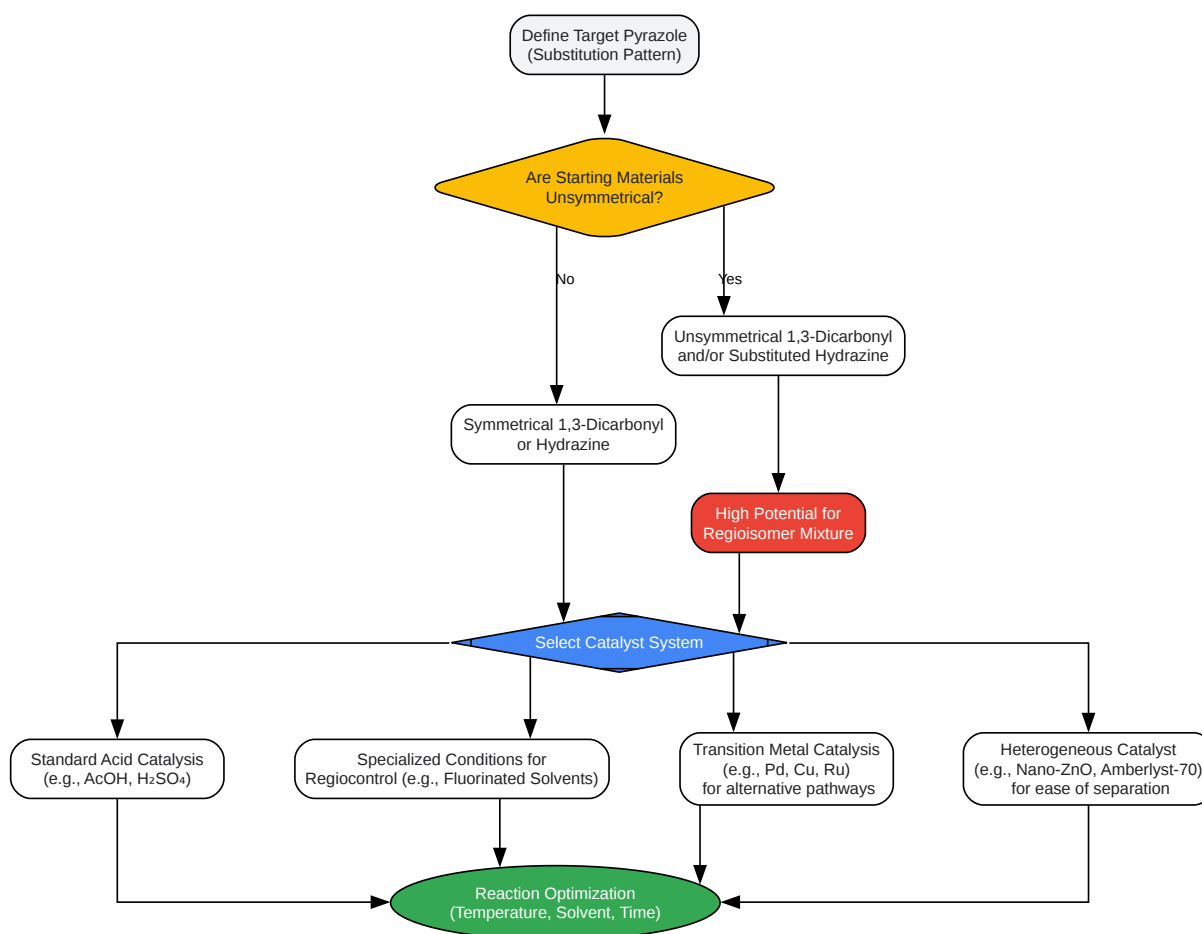 Define Target Pyrazole
(Substitution Pattern)
Are Starting Materials
Unsymmetrical?
No
Yes
Unsymmetrical 1,3-Dicarbonyl
and/or Substituted Hydrazine
Symmetrical 1,3-Dicarbonyl
or Hydrazine
High Potential for
Regioisomer Mixture
Select Catalyst System
Standard Acid Catalysis
(e.g., AcOH, H₂SO₄)
Specialized Conditions for
Regiocontrol (e.g., Fluorinated Solvents)
Transition Metal Catalysis
(e.g., Pd, Cu, Ru)
for alternative pathways
Heterogeneous Catalyst
(e.g., Nano-ZnO, Amberlyst-70)
for ease of separation
Reaction Optimization
(Temperature, Solvent, Time)